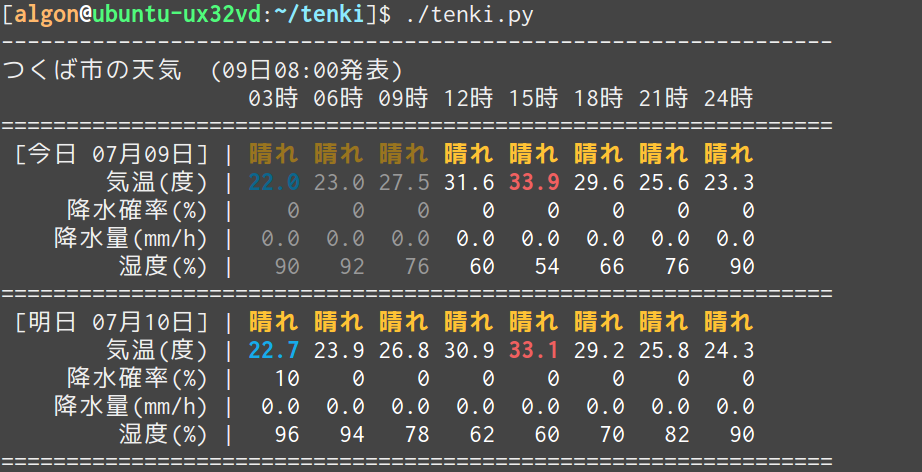 [algon@ubuntu-ux32vd:~/tenki]$ ./tenki.py
----------------------------------------------------------------
つくば市の天気 (09日08:00発表)
03時 06時 09時 12時 15時 18時 21時 24時
================================================================
[今日 07月09日] | 晴れ 晴れ 晴れ 晴れ 晴れ 晴れ 晴れ 晴れ
気温(度) | 22.0 23.0 27.5 31.6 33.9 29.6 25.6 23.3
降水確率(%) | 0 0 0 0 0 0 0 0
降水量(mm/h) | 0.0 0.0 0.0 0.0 0.0 0.0 0.0 0.0
湿度(%) | 90 92 76 60 54 66 76 90
================================================================
[明日 07月10日] | 晴れ 晴れ 晴れ 晴れ 晴れ 晴れ 晴れ 晴れ
気温(度) | 22.7 23.9 26.8 30.9 33.1 29.2 25.8 24.3
降水確率(%) | 10 0 0 0 0 0 0 0
降水量(mm/h) | 0.0 0.0 0.0 0.0 0.0 0.0 0.0 0.0
湿度(%) | 96 94 78 62 60 70 82 90
================================================================